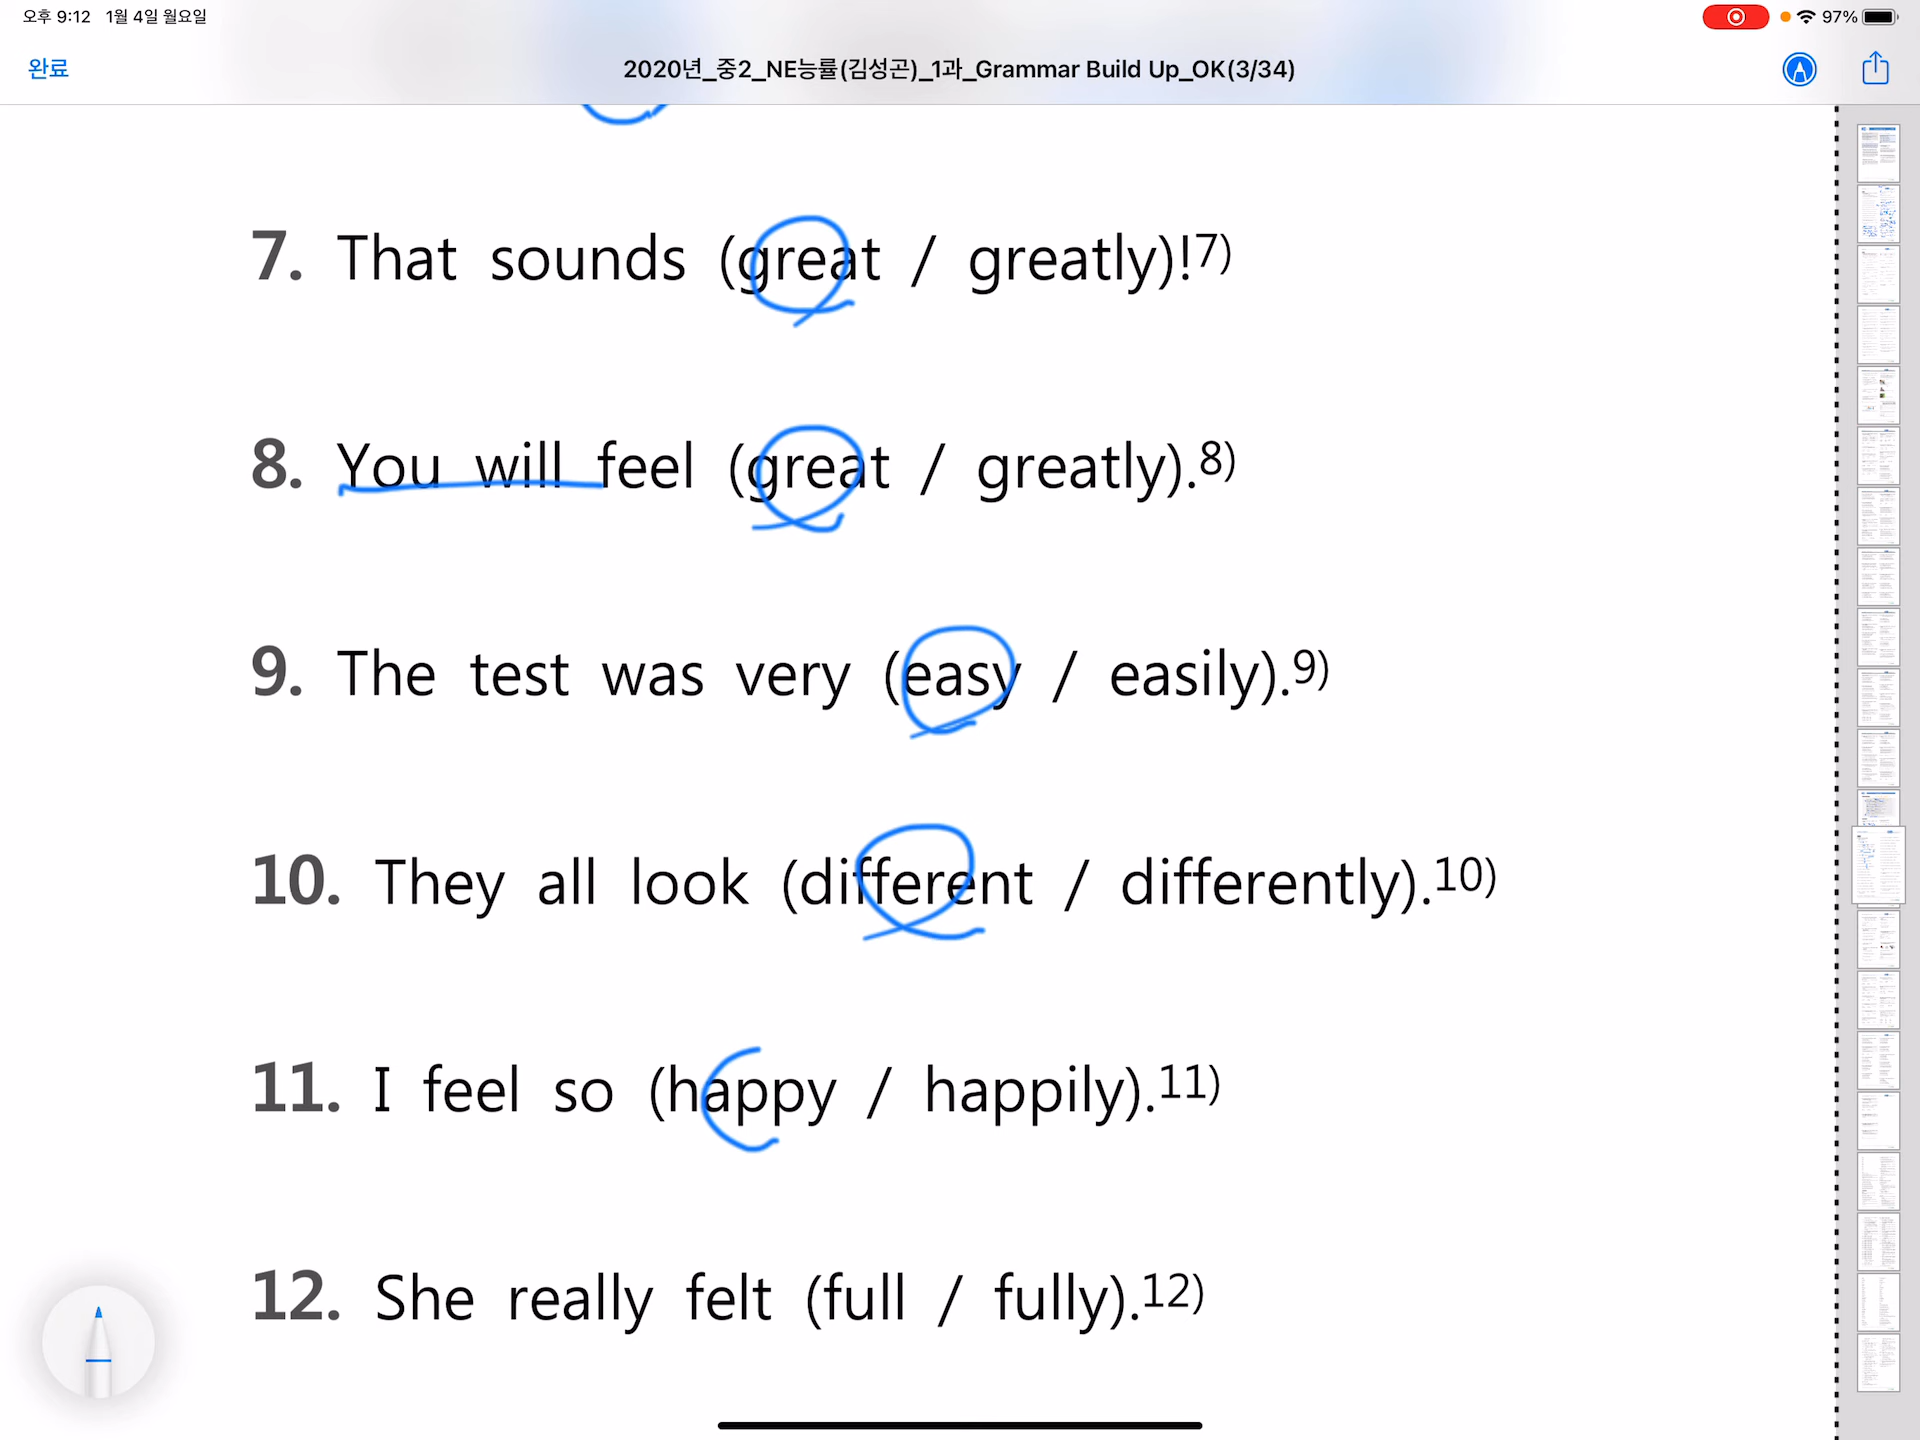 오후 9:12 1월 4일 월요일 97%
완료 2020년_중2_NE능률(김성곤)_1과_Grammar Build Up_OK(3/34)
7. That sounds (great / greatly)!7)
8. You will feel (great / greatly).8)
9. The test was very (easy / easily).9)
10. They all look (different / differently).10)
11. I feel so (happy / happily).11)
12. She really felt (full / fully).12)